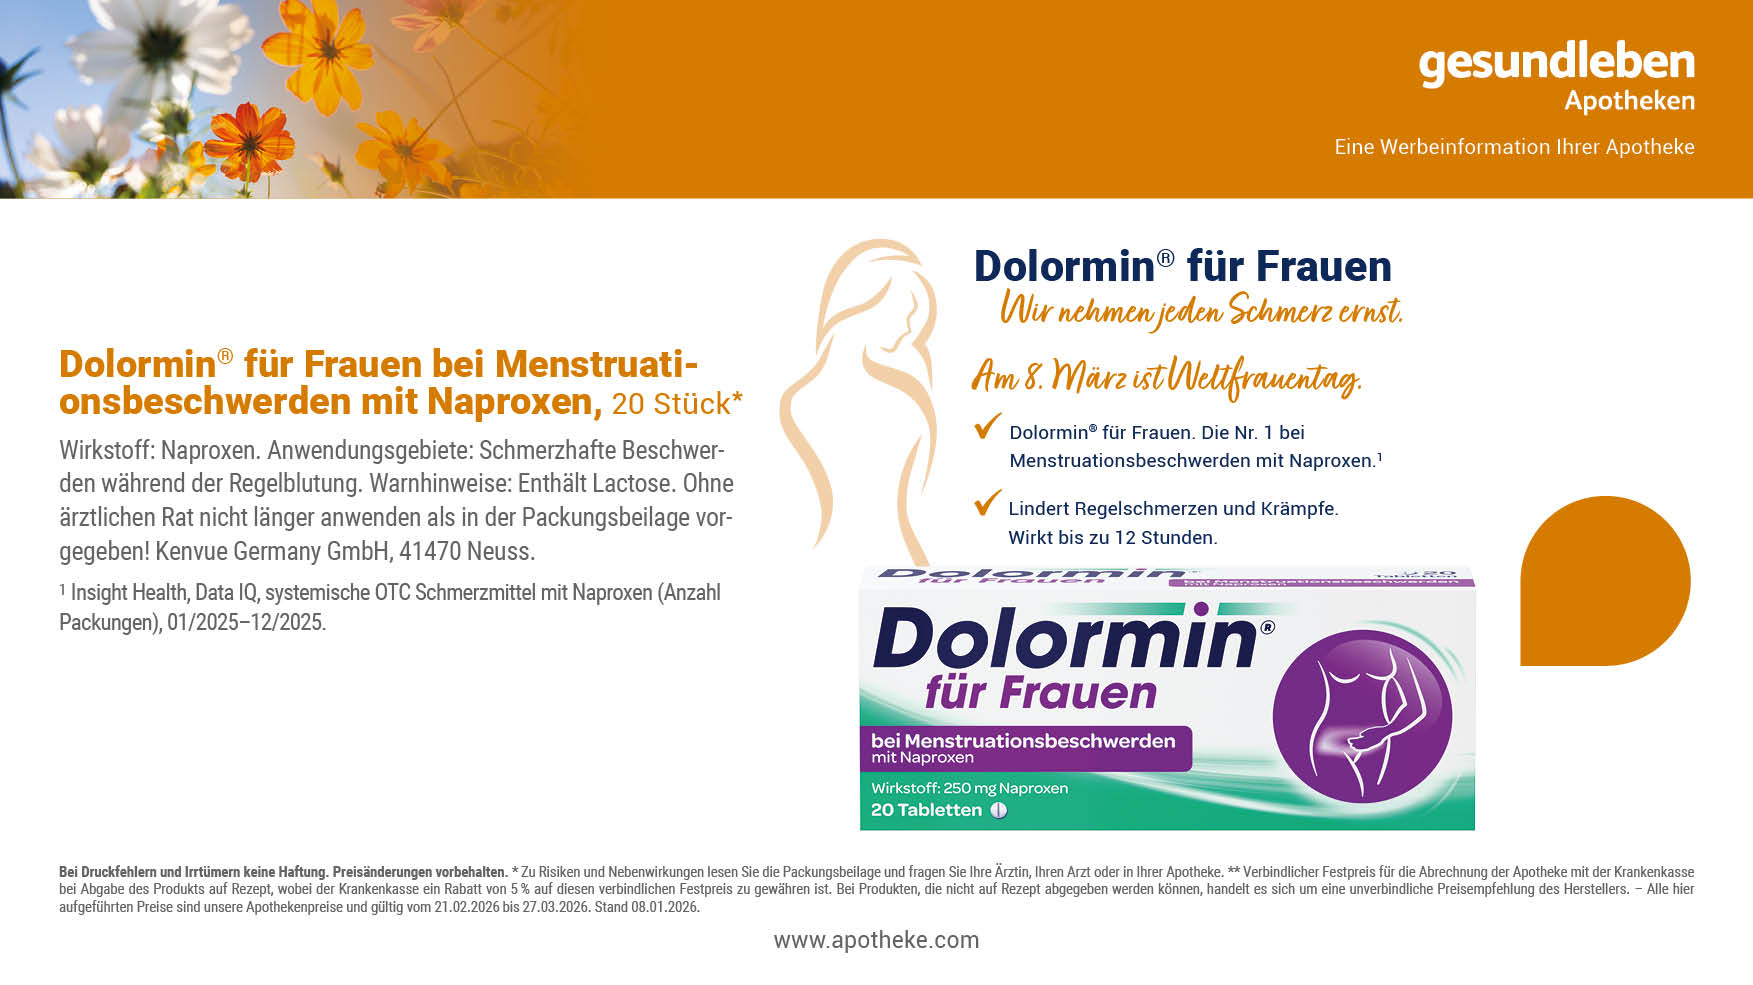 gesundleben
Apotheken
Eine Werbeinformation Ihrer Apotheke
Dolormin® für Frauen bei Menstruati-
onsbeschwerden mit Naproxen, 20 Stück*
Wirkstoff: Naproxen. Anwendungsgebiete: Schmerzhafte Beschwer-
den während der Regelblutung. Warnhinweise: Enthält Lactose. Ohne
ärztlichen Rat nicht länger anwenden als in der Packungsbeilage vor-
gegeben! Kenvue Germany GmbH, 41470 Neuss.
¹ Insight Health, Data IQ, systemische OTC Schmerzmittel mit Naproxen (Anzahl
Packungen), 01/2025–12/2025.
Dolormin® für Frauen
Wir nehmen jeden Schmerz ernst.
Am 8. März ist Weltfrauentag.
Dolormin® für Frauen. Die Nr. 1 bei
Menstruationsbeschwerden mit Naproxen.¹
Lindert Regelschmerzen und Krämpfe.
Wirkt bis zu 12 Stunden.
Dolormin®
für Frauen
bei Menstruationsbeschwerden
mit Naproxen
20
Tabletten
Dolormin®
für Frauen
bei Menstruationsbeschwerden
mit Naproxen
Wirkstoff: 250 mg Naproxen
20 Tabletten
Bei Druckfehlern und Irrtümern keine Haftung. Preisänderungen vorbehalten. * Zu Risiken und Nebenwirkungen lesen Sie die Packungsbeilage und fragen Sie Ihre Ärztin, Ihren Arzt oder in Ihrer Apotheke. ** Verbindlicher Festpreis für die Abrechnung der Apotheke mit der Krankenkasse
bei Abgabe des Produkts auf Rezept, wobei der Krankenkasse ein Rabatt von 5 % auf diesen verbindlichen Festpreis zu gewähren ist. Bei Produkten, die nicht auf Rezept abgegeben werden können, handelt es sich um eine unverbindliche Preisempfehlung des Herstellers. – Alle hier
aufgeführten Preise sind unsere Apothekenpreise und gültig vom 21.02.2026 bis 27.03.2026. Stand 08.01.2026.
www.apotheke.com